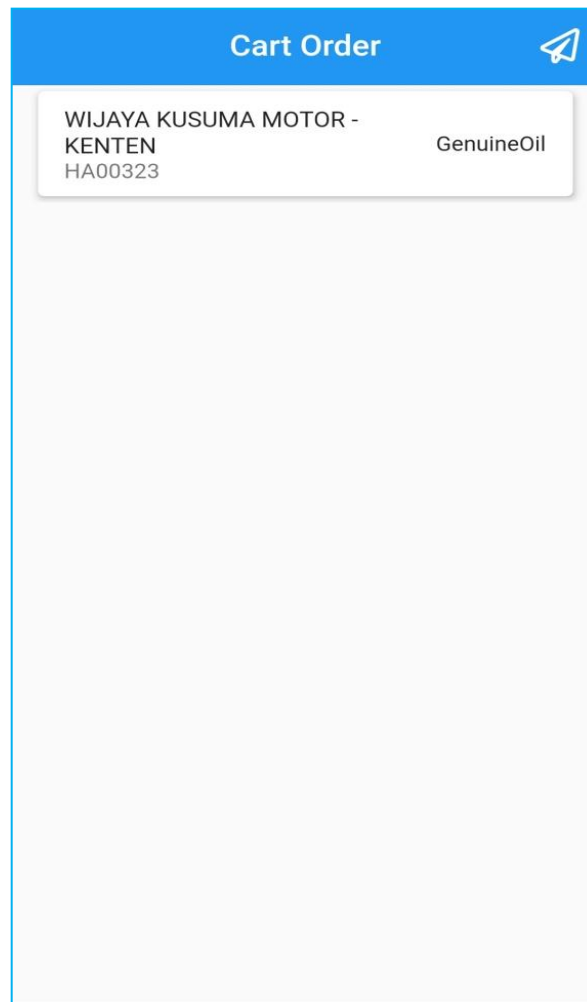 Cart Order
WIJAYA KUSUMA MOTOR -
KENTEN
HA00323
GenuineOil